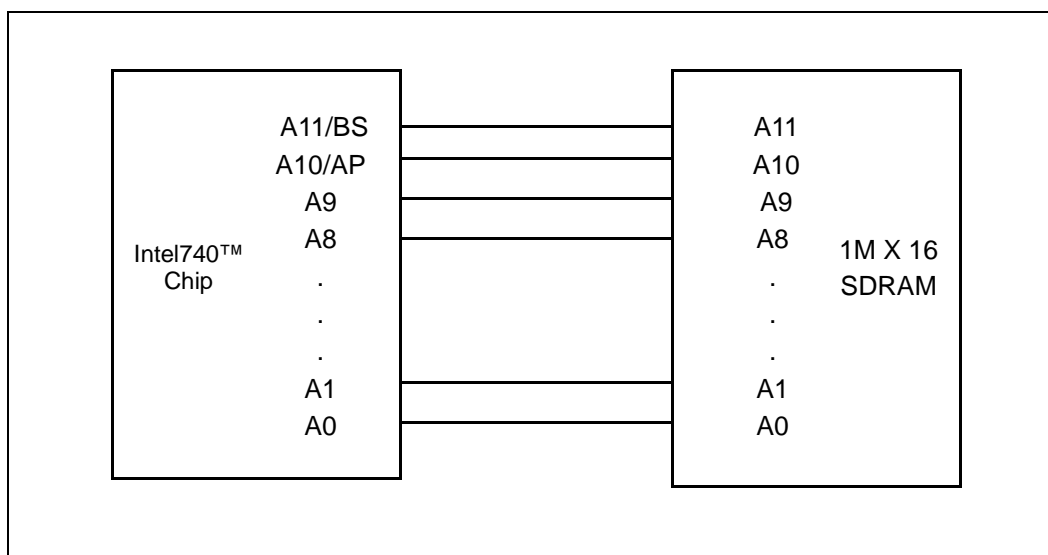 A11/BS
A10/AP
A9
A8
.
.
.
A1
A0
Intel740™
Chip
A11
A10
A9
A8
.
.
.
A1
A0
1M X 16
SDRAM